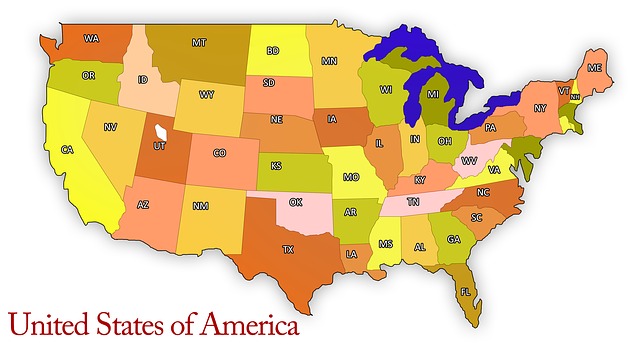 WA
MT
BD
MN
ME
OR
ID
WY
SD
WI
MI
VT
NH
NY
NV
UT
NE
IA
PA
CA
CO
KS
IL
IN
OH
WV
VA
MO
KY
AZ
NM
OK
AR
TN
NC
SC
TX
LA
MS
AL
GA
FL
United States of America